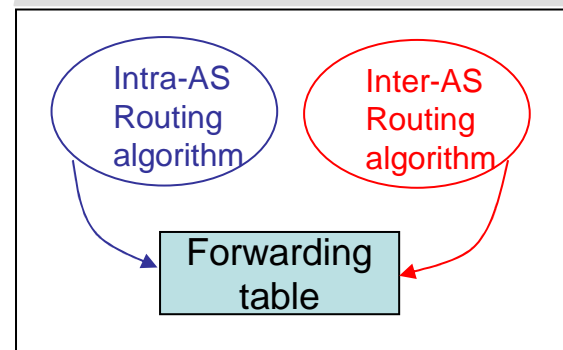 Intra-AS
Routing
algorithm
Inter-AS
Routing
algorithm
Forwarding
table